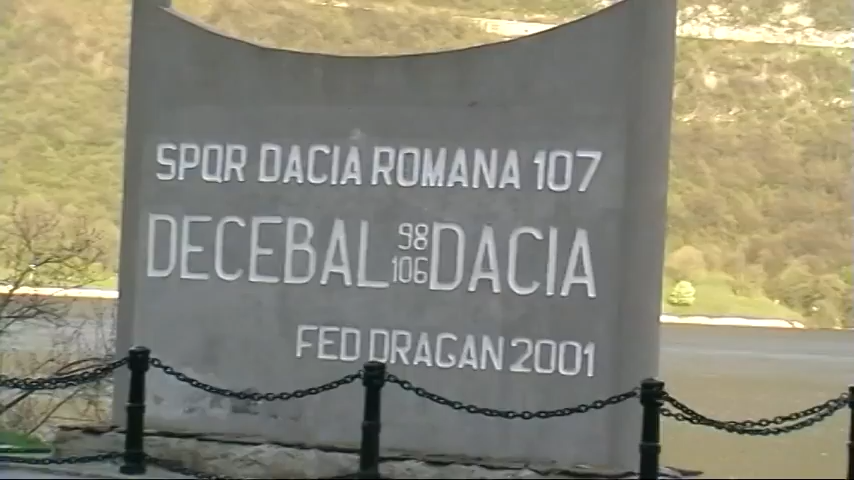 SPQR DACIA ROMANA 107
DECEBAL 98 106 DACIA
FED DRAGAN 2001